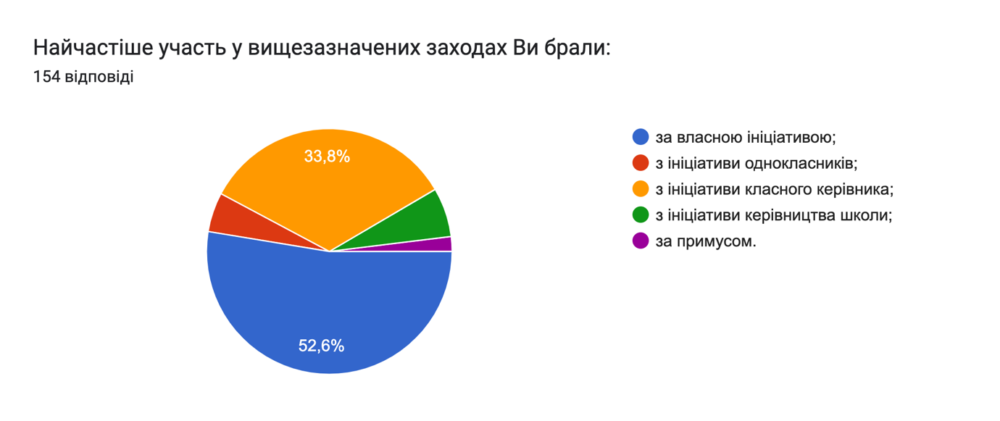 Найчастіше участь у вищезазначених заходах Ви брали:
154 відповіді
33,8%
52,6%
за власною ініціативою;
з ініціативи однокласників;
з ініціативи класного керівника;
з ініціативи керівництва школи;
за примусом.